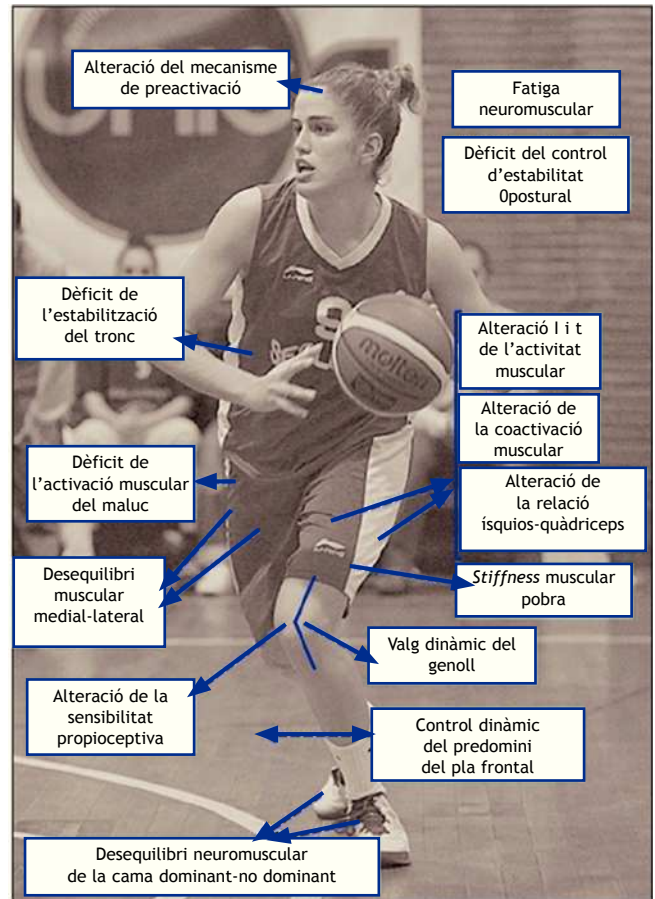 Alteració del mecanisme
de preactivació
Fatiga
neuromuscular
Dèficit del control
d’estabilitat
0postural
Dèficit de
l’estabilització
del tronc
9
molten
Alteració I i t
de l’activitat
muscular
Alteració de
la coactivació
muscular
Dèficit de
l’activació muscular
del maluc
Alteració de
la relació
ísquios-quàdriceps
Desequilibri
muscular
medial-lateral
Stiffness muscular
pobra
Valg dinàmic del
genoll
Alteració de la
sensibilitat
propioceptiva
Control dinàmic
del predomini
del pla frontal
Desequilibri neuromuscular
de la cama dominant-no dominant